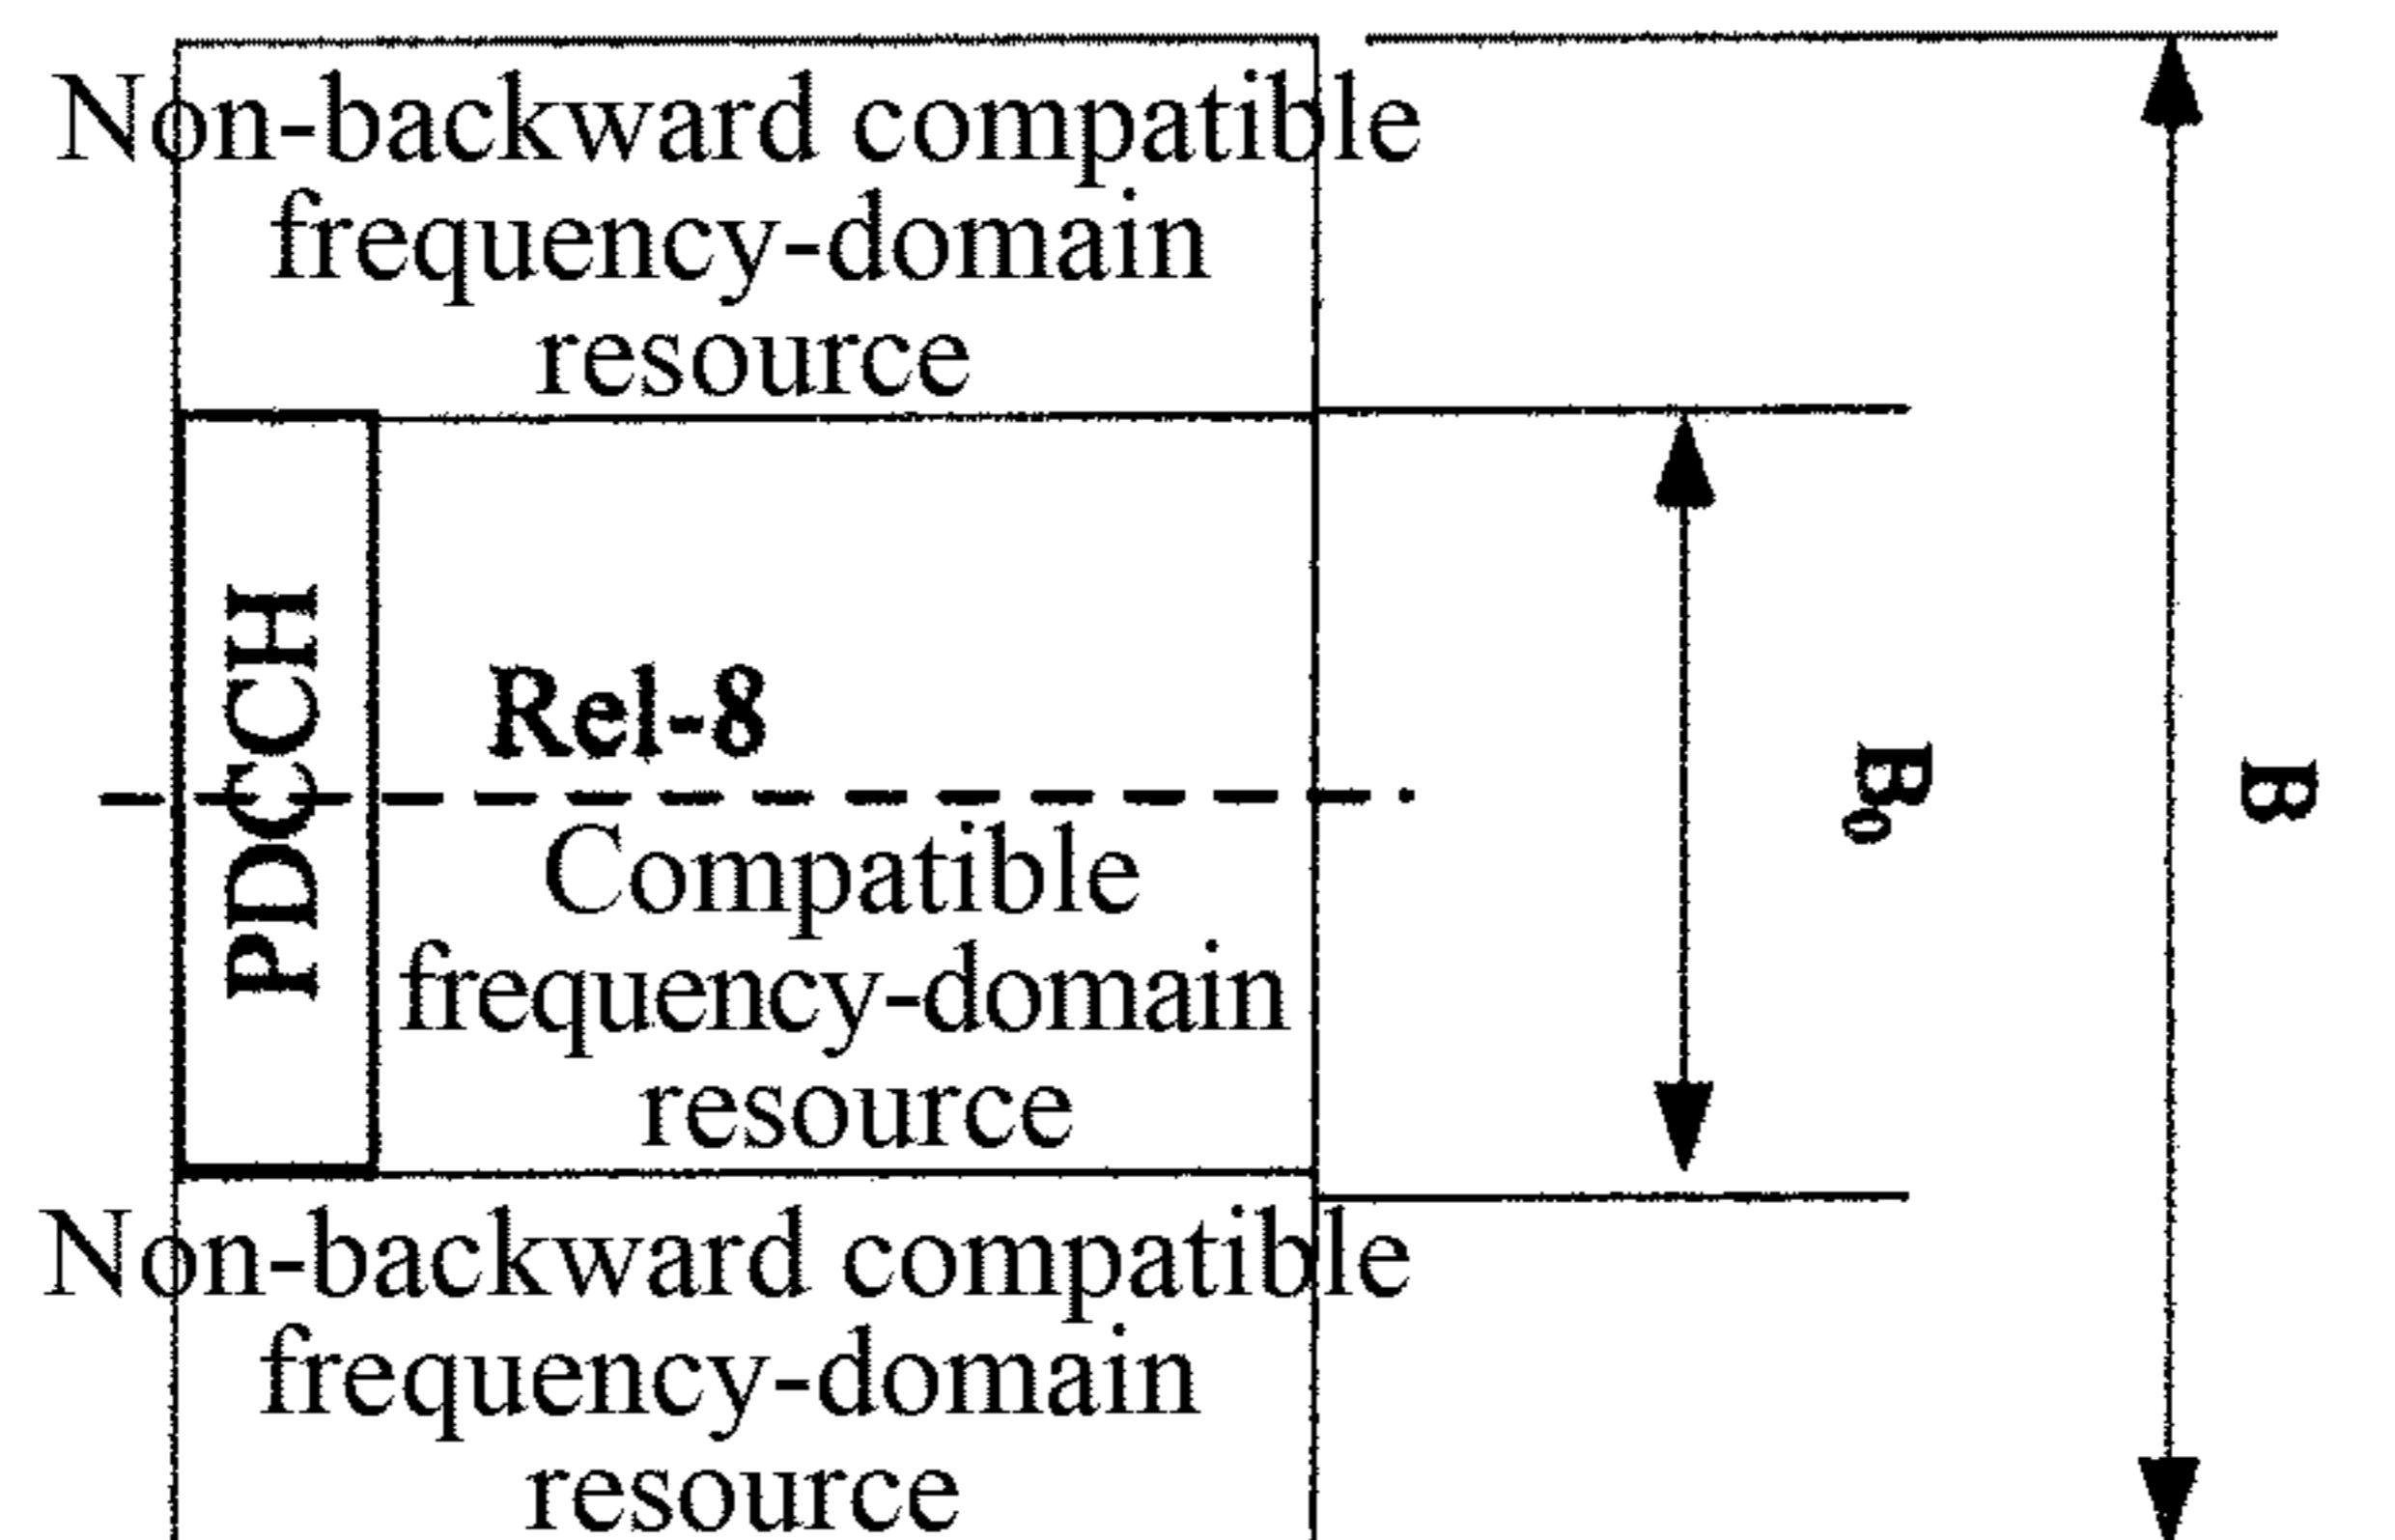 Non-backward compatible
frequency-domain
resource
PDCCH
Rel-8
Compatible
frequency-domain
resource
B0
B
Non-backward compatible
frequency-domain
resource